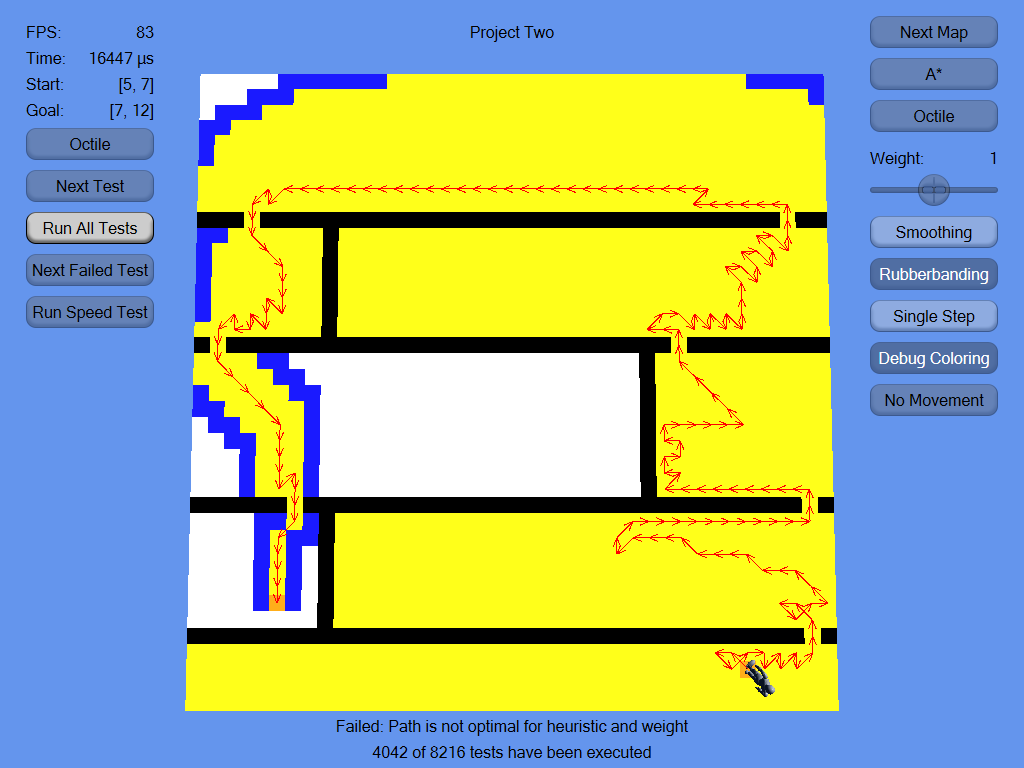 Project Two
FPS: 83
Time: 16447 µs
Start: [5, 7]
Goal: [7, 12]
Octile
Next Test
Run All Tests
Next Failed Test
Run Speed Test
Next Map
A*
Octile
Weight: 1
Smoothing
Rubberbanding
Single Step
Debug Coloring
No Movement
Failed: Path is not optimal for heuristic and weight
4042 of 8216 tests have been executed